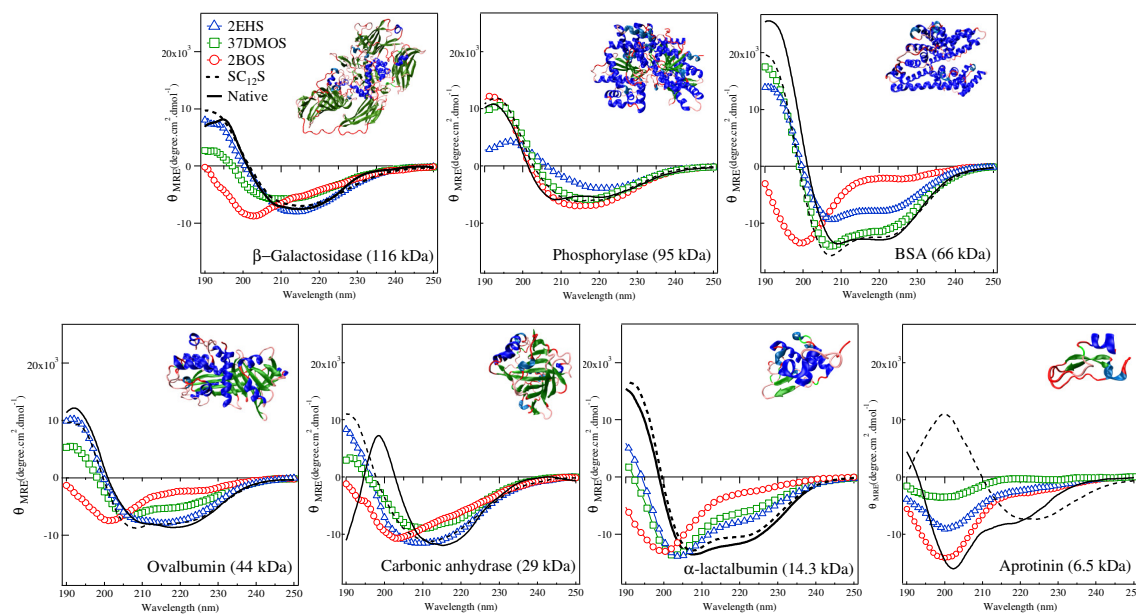 2EHS
37DMOS
2BOS
SC12S
Native
20x10³
10
0
-10
θ MRE(degree.cm².dmol⁻¹)
β−Galactosidase (116 kDa)
190 200 210 220 230 240 250
Wavelength (nm)
20x10³
10
0
-10
θ MRE(degree.cm².dmol⁻¹)
Phosphorylase (95 kDa)
190 200 210 220 230 240 250
Wavelength (nm)
20x10³
10
0
-10
θ MRE(degree.cm².dmol⁻¹)
BSA (66 kDa)
190 200 210 220 230 240 250
Wavelength (nm)
20x10³
10
0
-10
θ MRE(degree.cm².dmol⁻¹)
Ovalbumin (44 kDa)
190 200 210 220 230 240 250
Wavelength (nm)
20x10³
10
0
-10
θ MRE(degree.cm².dmol⁻¹)
Carbonic anhydrase (29 kDa)
190 200 210 220 230 240 250
Wavelength (nm)
20x10³
10
0
-10
θ MRE(degree.cm².dmol⁻¹)
α-lactalbumin (14.3 kDa)
190 200 210 220 230 240 250
Wavelength (nm)
20x10³
10
0
-10
θ MRE(degree.cm².dmol⁻¹)
Aprotinin (6.5 kDa)
190 200 210 220 230 240 250
Wavelength (nm)